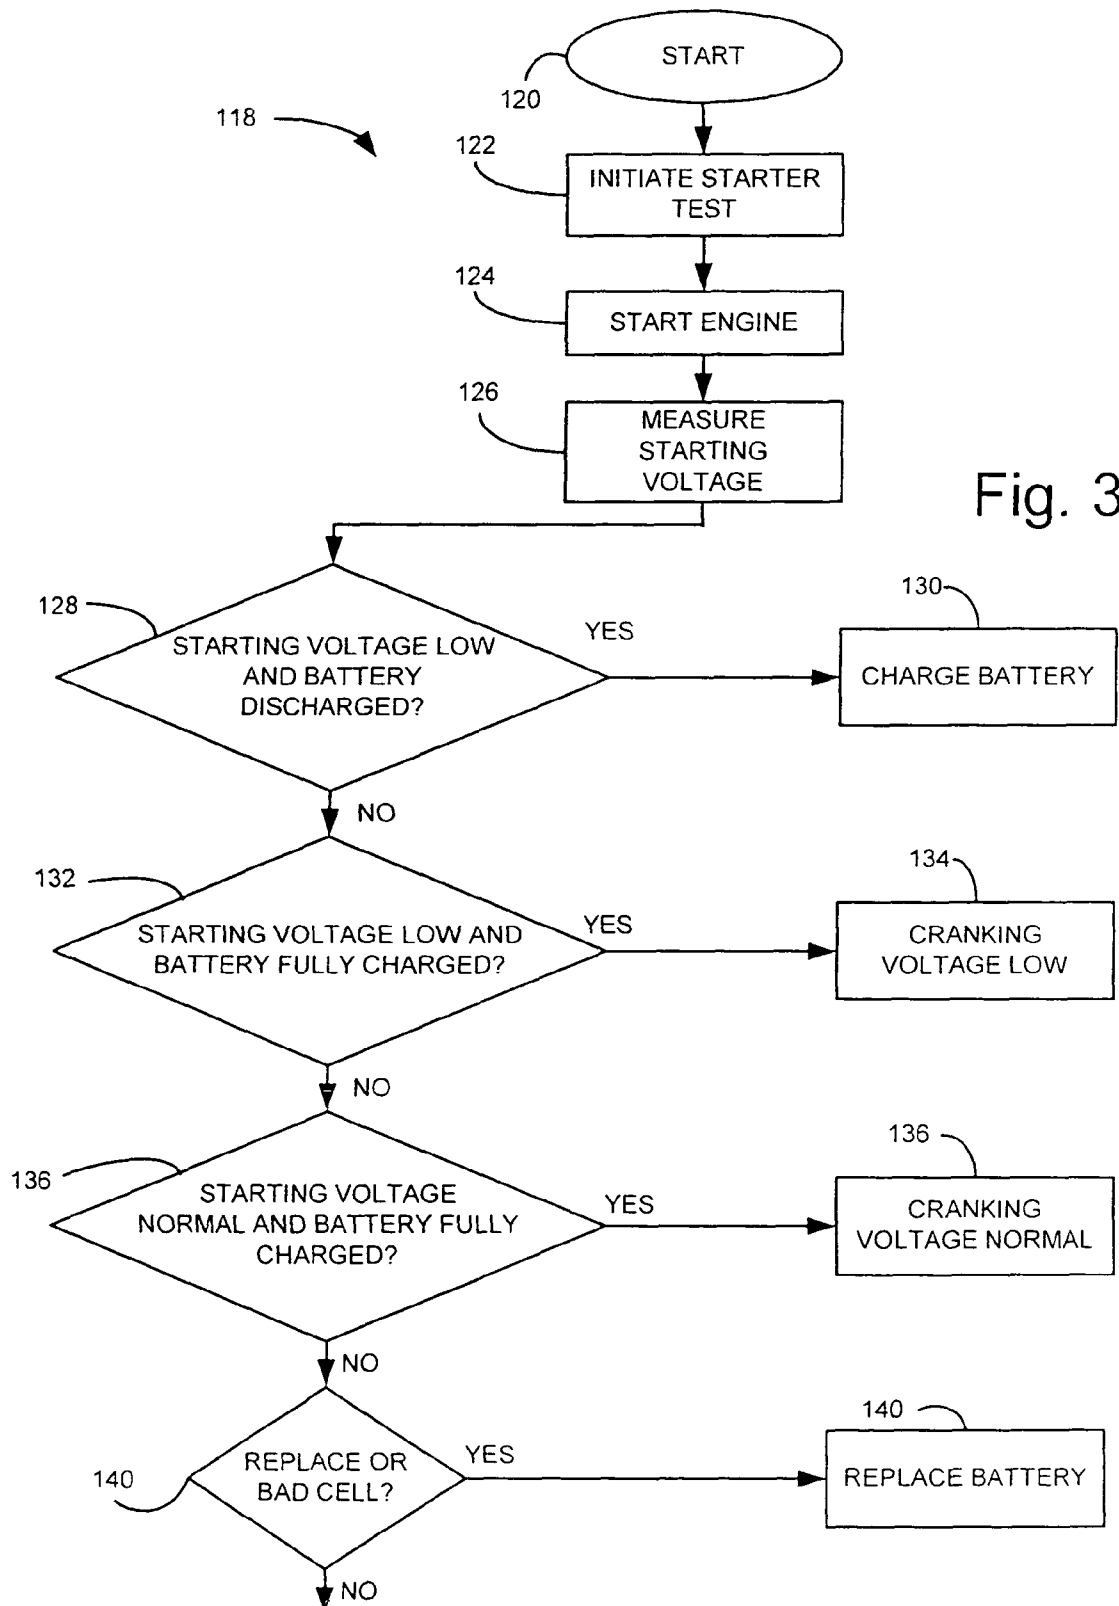 START
120
118
122
INITIATE STARTER
TEST
124
START ENGINE
126
MEASURE
STARTING
VOLTAGE
Fig. 3
128
STARTING VOLTAGE LOW
AND BATTERY
DISCHARGED?
YES
130
CHARGE BATTERY
NO
132
STARTING VOLTAGE LOW AND
BATTERY FULLY CHARGED?
YES
134
CRANKING
VOLTAGE LOW
NO
136
STARTING VOLTAGE
NORMAL AND BATTERY FULLY
CHARGED?
YES
136
CRANKING
VOLTAGE NORMAL
NO
140
REPLACE OR
BAD CELL?
YES
140
REPLACE BATTERY
NO